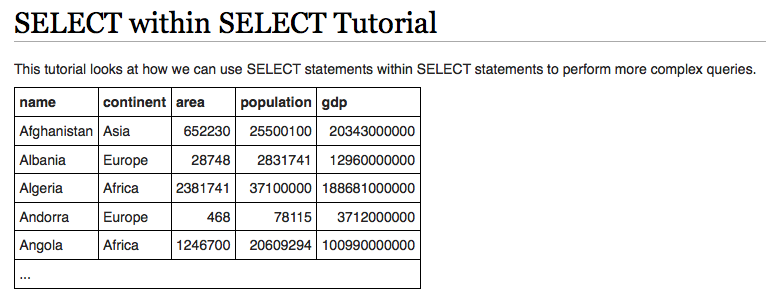 SELECT within SELECT Tutorial
This tutorial looks at how we can use SELECT statements within SELECT statements to perform more complex queries.
name continent area population gdp
Afghanistan Asia 652230 25500100 20343000000
Albania Europe 28748 2831741 12960000000
Algeria Africa 2381741 37100000 188681000000
Andorra Europe 468 78115 3712000000
Angola Africa 1246700 20609294 100990000000
...